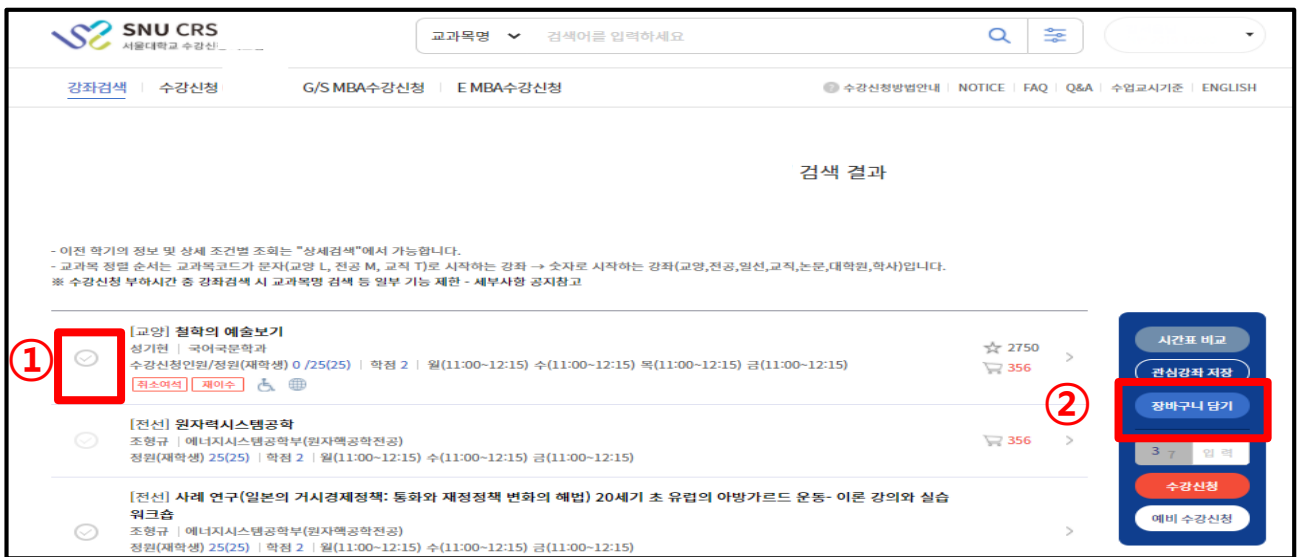 SNU CRS
서울대학교 수강신
교과목명
검색어를 입력하세요
강좌검색 수강신청 G/S MBA수강신청 E MBA수강신청
수강신청방법안내 NOTICE FAQ Q&A 수업교시기준 ENGLISH
검색 결과
- 이전 학기의 정보 및 상세 조건별 조회는 "상세검색"에서 가능합니다.
- 교과목 정렬 순서는 교과목코드가 문자(교양 L, 전공 M, 교직 T)로 시작하는 강좌 → 숫자로 시작하는 강좌(교양,전공,일선,교직,논문,대학원,학사)입니다.
※ 수강신청 부하시간 중 강좌검색 시 교과목명 검색 등 일부 기능 제한 - 세부사항 공지참고
①
[교양] 철학의 예술보기
성기현 | 국어국문학과
수강신청인원/정원(재학생) 0 /25(25) | 학점 2 | 월(11:00~12:15) 수(11:00~12:15) 목(11:00~12:15) 금(11:00~12:15)
취소여석 재이수
2750
356
[전선] 원자력시스템공학
조형규 | 에너지시스템공학부(원자핵공학전공)
정원(재학생) 25(25) | 학점 2 | 월(11:00~12:15) 수(11:00~12:15) 금(11:00~12:15)
356
[전선] 사례 연구(일본의 거시경제정책: 통화와 재정정책 변화의 해법) 20세기 초 유럽의 아방가르드 운동- 이론 강의와 실습
워크숍
조형규 | 에너지시스템공학부(원자핵공학전공)
정원(재학생) 25(25) | 학점 2 | 월(11:00~12:15) 수(11:00~12:15) 금(11:00~12:15)
시간표 비교
관심강좌 저장
②
장바구니 담기
3 7 입력
수강신청
예비 수강신청